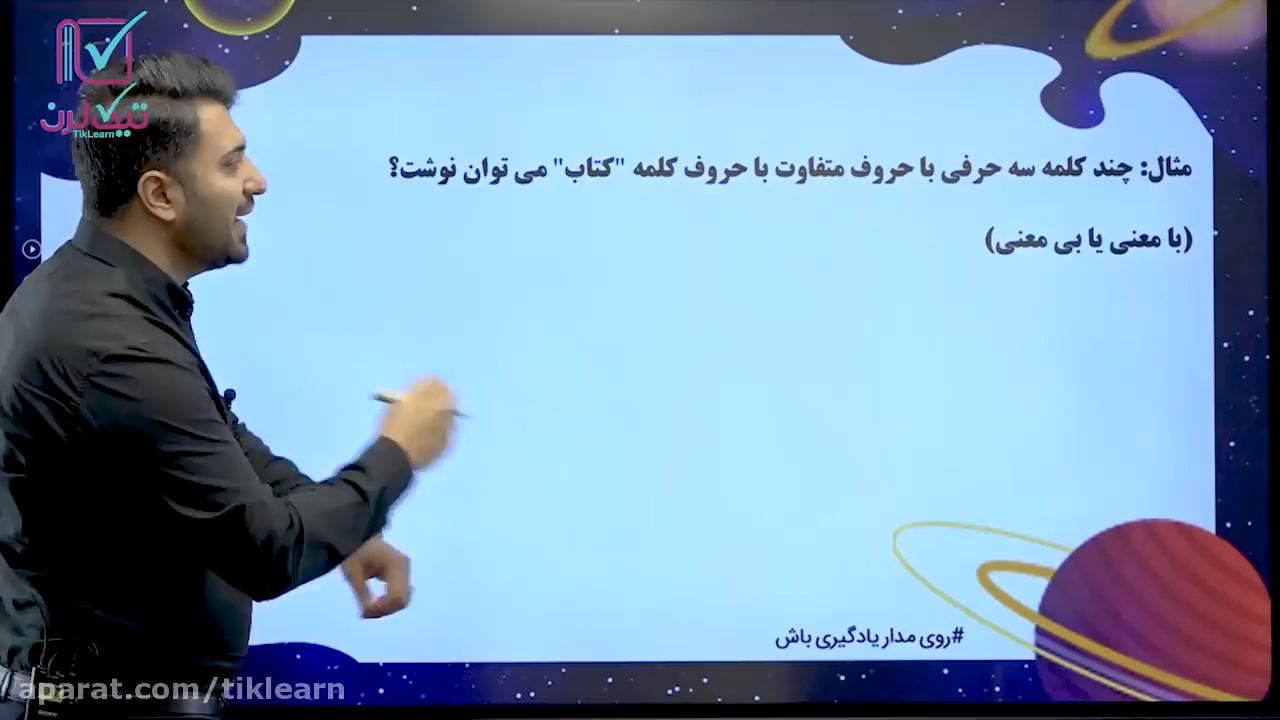 تیک لرن
TikLearn
مثال: چند کلمه سه حرفی با حروف متفاوت با حروف کلمه "کتاب" می توان نوشت؟
(با معنی یا بی معنی)
#روی مدار یادگیری باش
aparat.com/tiklearn